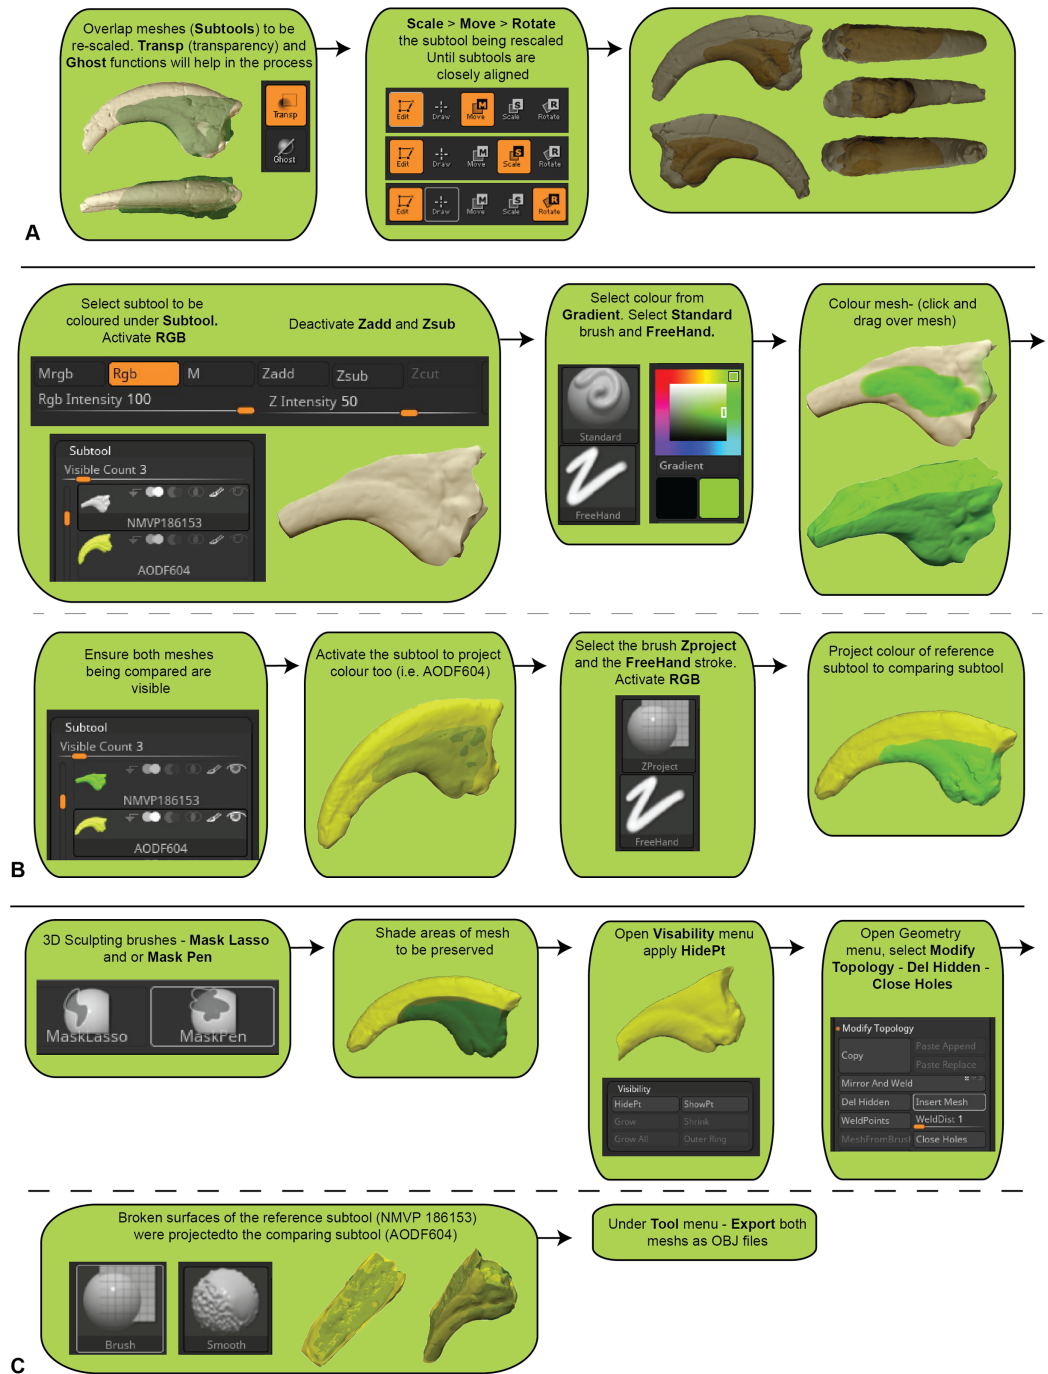 Overlap meshes (Subtools) to be
re-scaled. Transp (transparency) and
Ghost functions will help in the process
Transp
Ghost
Scale > Move > Rotate
the subtool being rescaled
Until subtools are
closely aligned
Edit Draw Move Scale Rotate
Edit Draw Move Scale Rotate
Edit Draw Move Scale Rotate
A
Select subtool to be
coloured under Subtool.
Activate RGB
Deactivate Zadd and Zsub
Mrgb Rgb M Zadd Zsub Zcut
Rgb Intensity 100 Z Intensity 50
Subtool
Visible Count 3
NMVP186153
AODF604
Select colour from
Gradient. Select Standard
brush and FreeHand.
Standard
FreeHand
Gradient
Colour mesh- (click and
drag over mesh)
Ensure both meshes
being compared are
visible
Subtool
Visible Count 3
NMVP186153
AODF604
Activate the subtool to project
colour too (i.e. AODF604)
Select the brush Zproject
and the FreeHand stroke.
Activate RGB
ZProject
FreeHand
Project colour of reference
subtool to comparing subtool
B
3D Sculpting brushes - Mask Lasso
and or Mask Pen
MaskLasso MaskPen
Shade areas of mesh
to be preserved
Open Visability menu
apply HidePt
Visibility
HidePt ShowPt
Grow Shrink
Grow All Outer Ring
Open Geometry
menu, select Modify
Topology - Del Hidden -
Close Holes
Modify Topology
Copy
Paste Append
Paste Replace
Mirror And Weld
Del Hidden Insert Mesh
WeldPoints WeldDist 1
MeshFromBrusl Close Holes
Broken surfaces of the reference subtool (NMVP 186153)
were projectedto the comparing subtool (AODF604)
Brush
Smooth
Under Tool menu - Export both
meshs as OBJ files
C